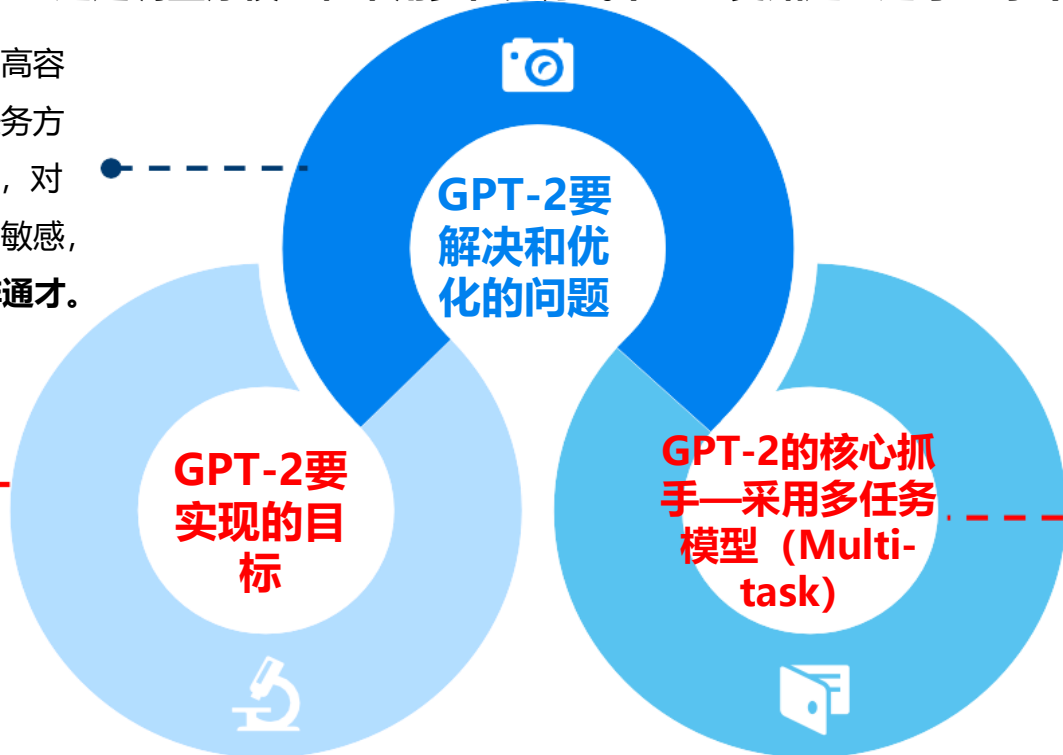 高容
务方
，对
敏感，
通才。
GPT-2要
解决和优
化的问题
GPT-2要
实现的目
标
GPT-2的核心抓
手—采用多任务
模型（Multi-
task）